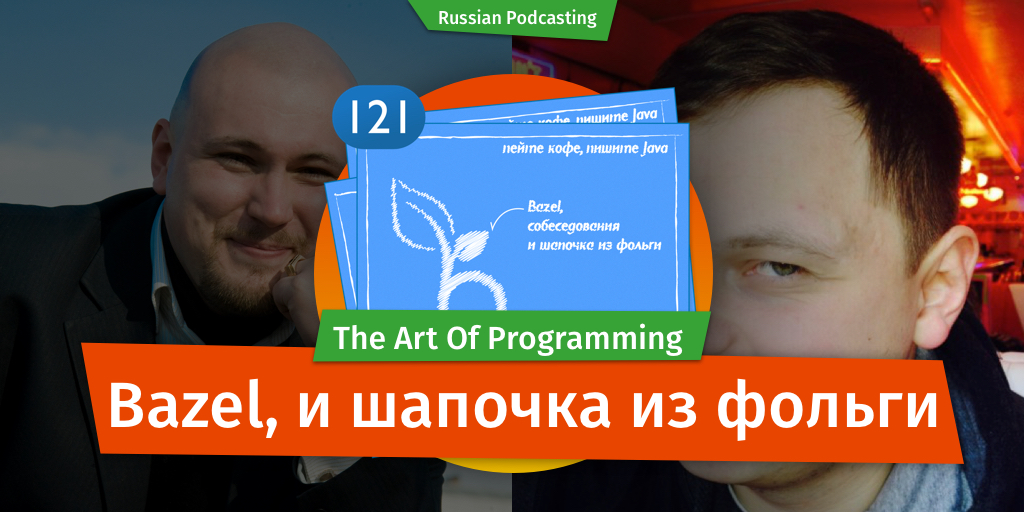 Russian Podcasting
121
кофе, пишите Java
пейте кофе, пишите Java
Bazel,
собеседования
и шапочка из фольги
The Art Of Programming
Bazel, и шапочка из фольги